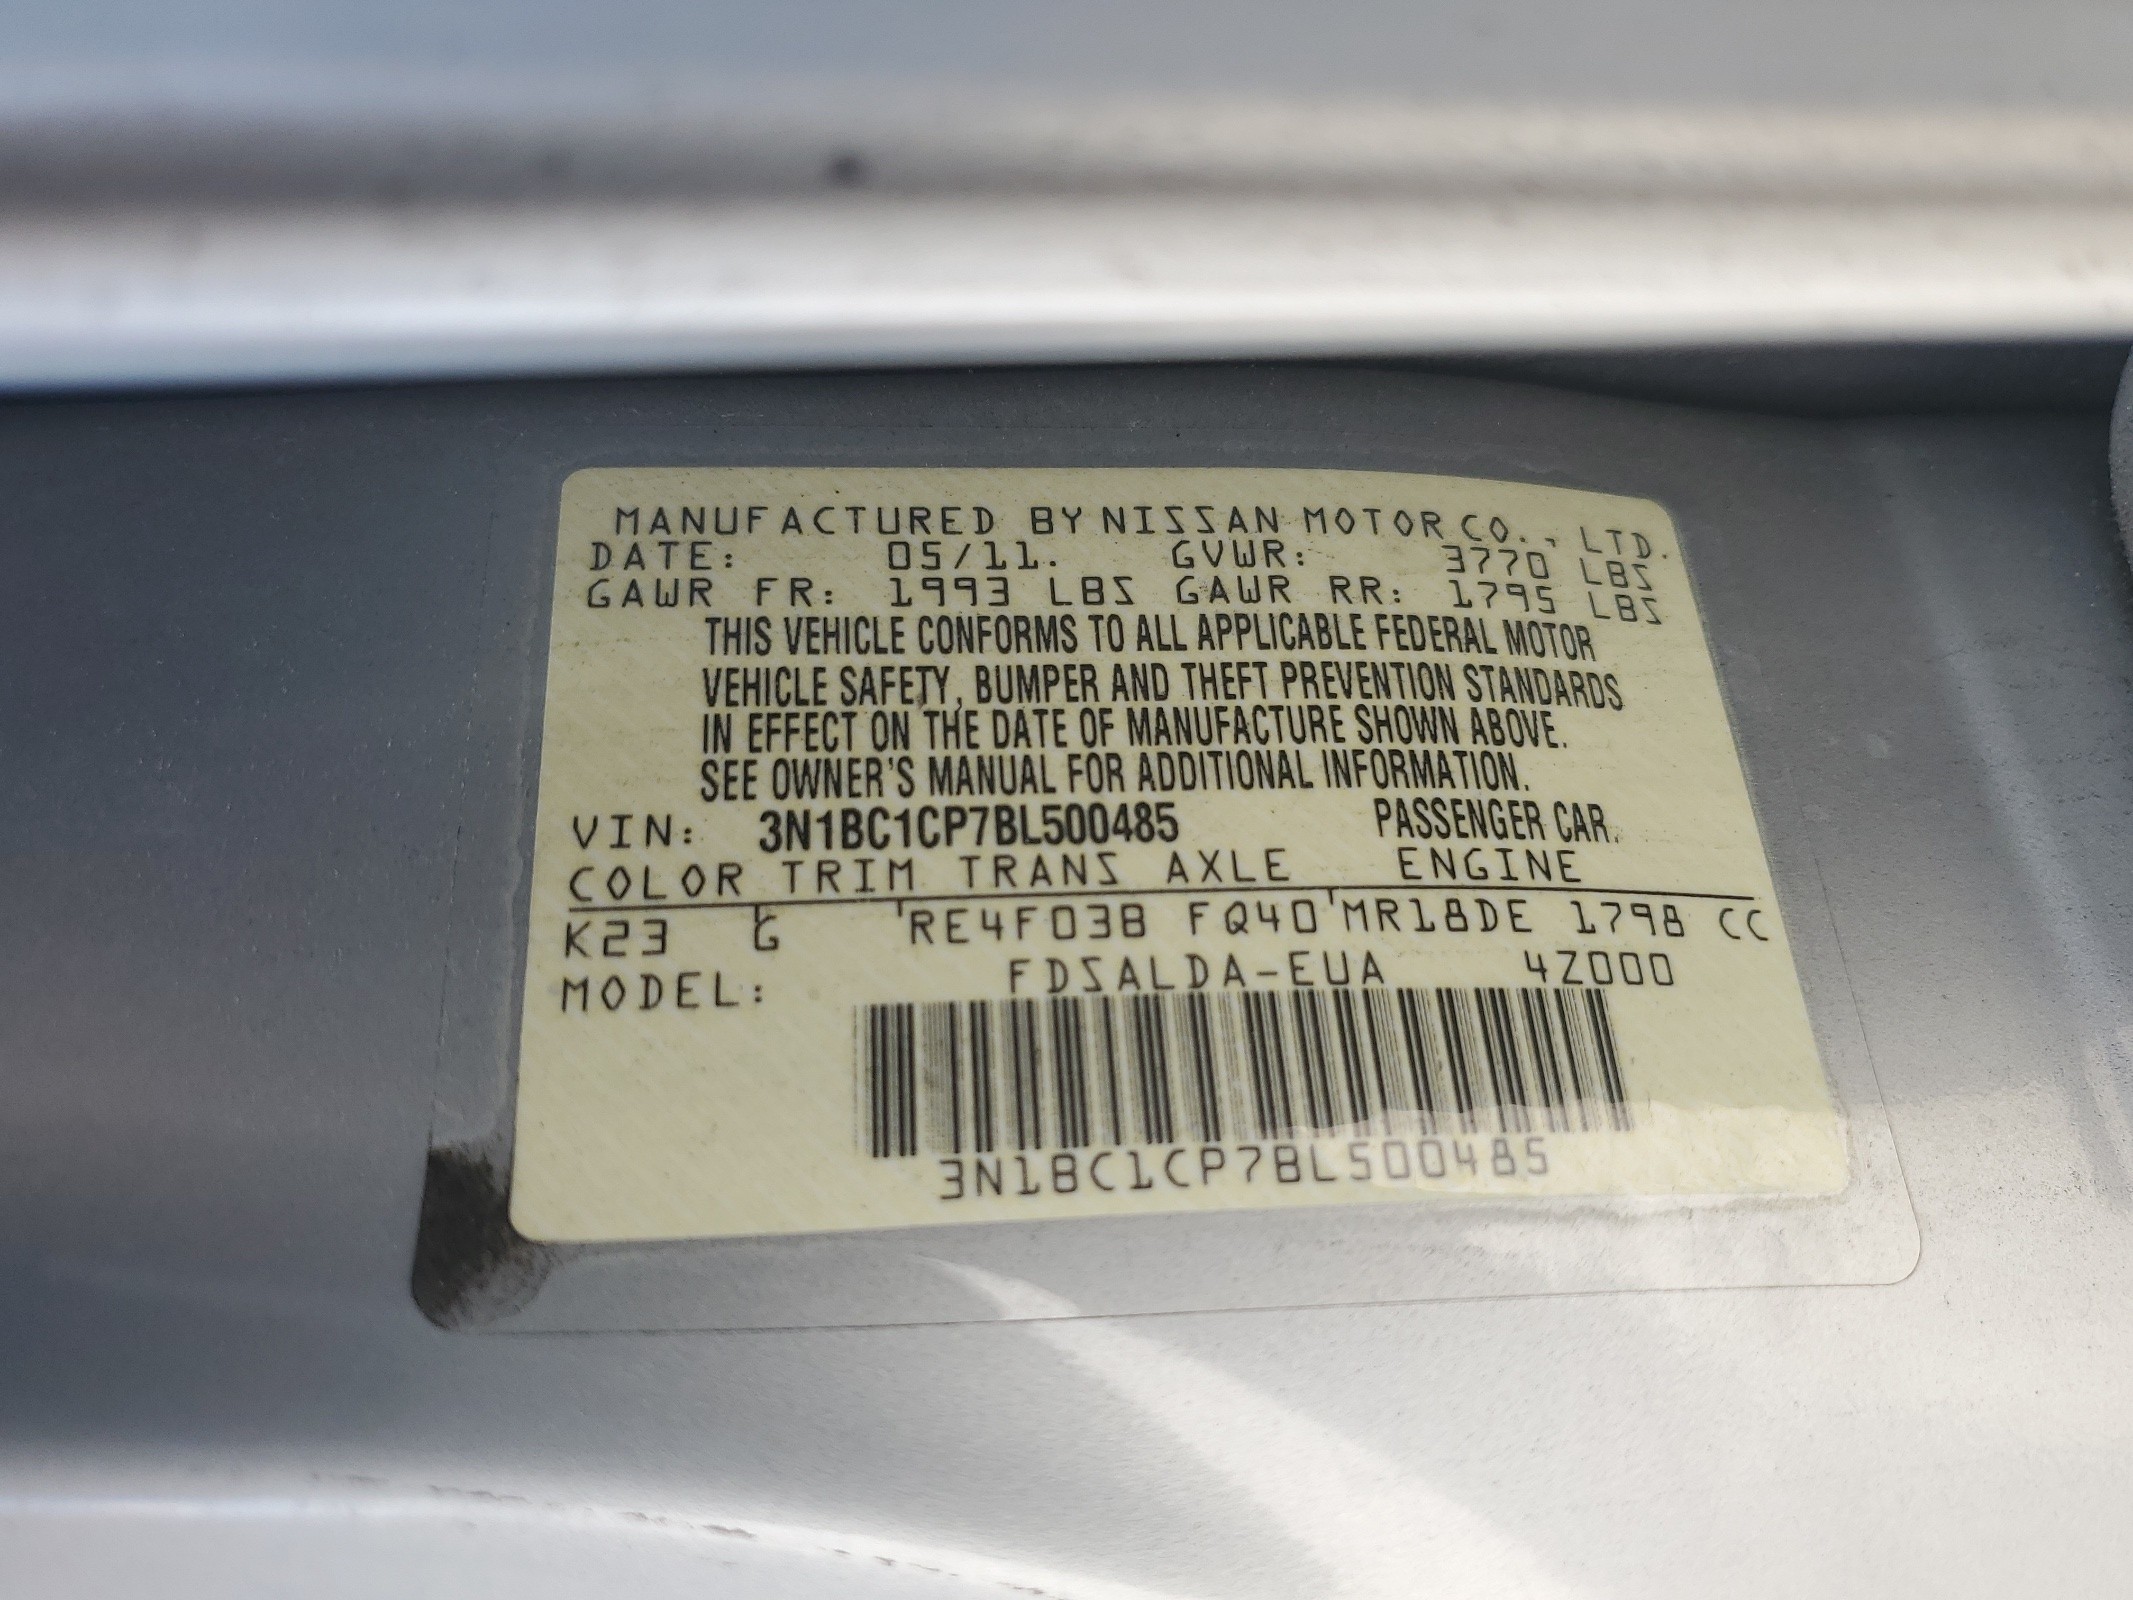 MANUFACTURED BY NISSAN MOTOR CO., LTD.
DATE: 05/11. GVWR: 3770 LBS
GAWR FR: 1993 LBS GAWR RR: 1795 LBS
THIS VEHICLE CONFORMS TO ALL APPLICABLE FEDERAL MOTOR
VEHICLE SAFETY, BUMPER AND THEFT PREVENTION STANDARDS
IN EFFECT ON THE DATE OF MANUFACTURE SHOWN ABOVE.
SEE OWNER'S MANUAL FOR ADDITIONAL INFORMATION.
VIN: 3N1BC1CP7BL500485 PASSENGER CAR.
COLOR TRIM TRANS AXLE ENGINE
K23 G RE4F03B FQ40 MR18DE 1798 CC
MODEL: FDSALDA-EUA 4Z000
3N1BC1CP7BL500485